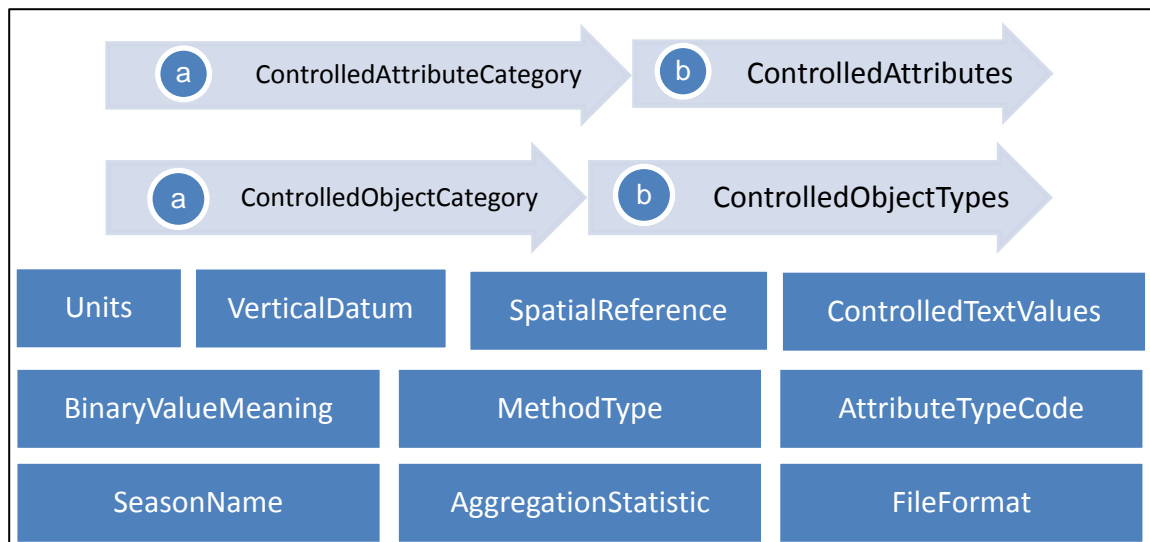 a ControlledAttributeCategory b ControlledAttributes
a ControlledObjectCategory b ControlledObjectTypes
Units VerticalDatum SpatialReference ControlledTextValues
BinaryValueMeaning MethodType AttributeTypeCode
SeasonName AggregationStatistic FileFormat